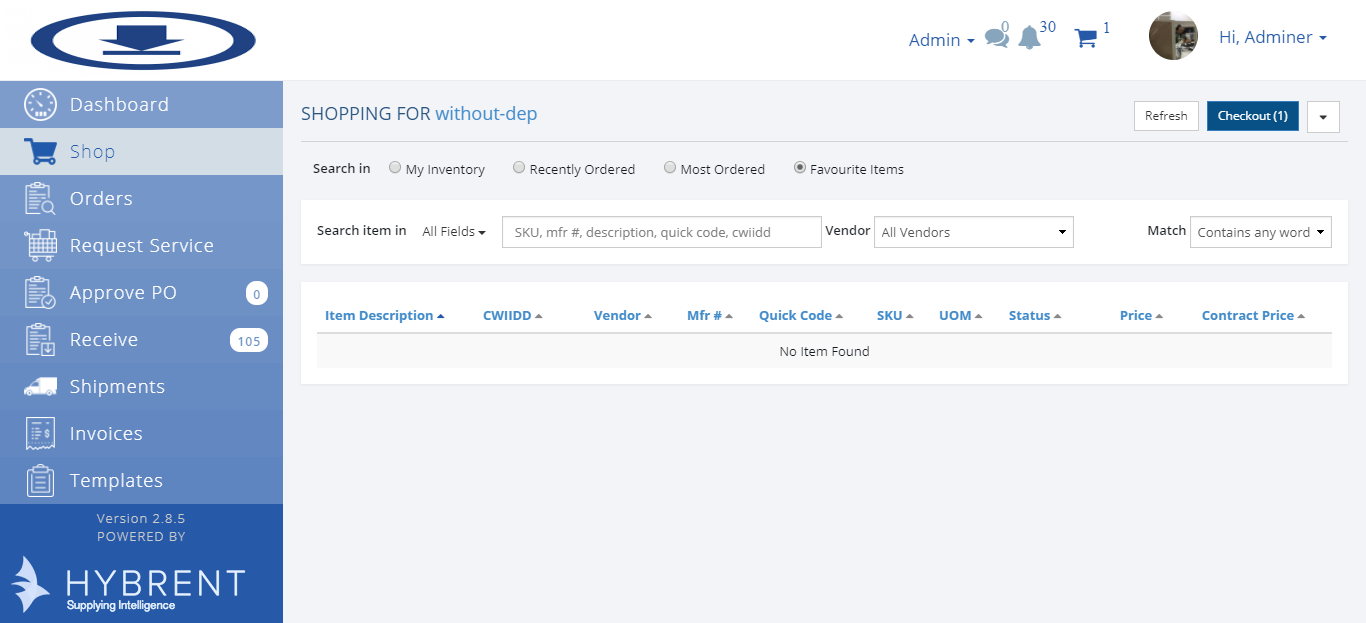 Admin 0 30 1 Hi, Adminer
Dashboard
Shop
Orders
Request Service
Approve PO 0
Receive 105
Shipments
Invoices
Templates
Version 2.8.5
POWERED BY
HYBRENT
Supplying Intelligence
SHOPPING FOR without-dep Refresh Checkout (1)
Search in My Inventory Recently Ordered Most Ordered Favourite Items
Search item in All Fields SKU, mfr #, description, quick code, cwiidd Vendor All Vendors Match Contains any word
Item Description CWIIDD Vendor Mfr # Quick Code SKU UOM Status Price Contract Price
No Item Found